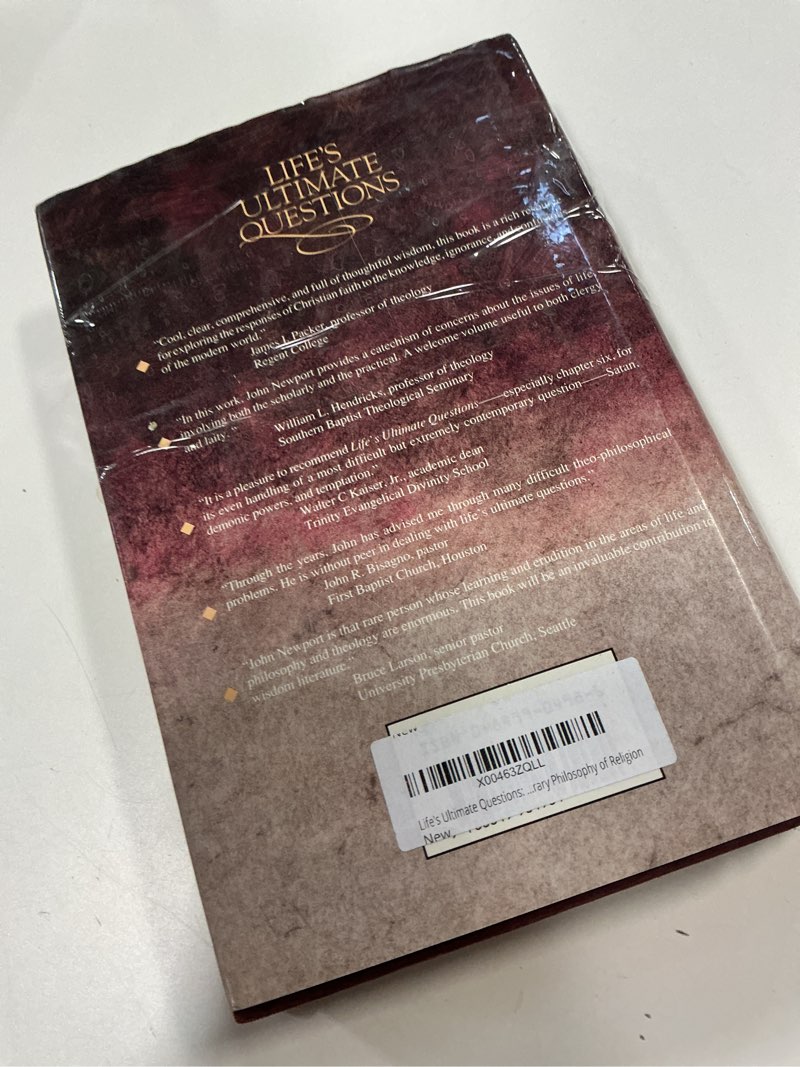 LIFE'S
ULTIMATE
QUESTIONS
"Cool, clear, comprehensive, and full of thoughtful wisdom, this book is a rich
for exploring the responses of Christian faith to the knowledge, ignorance, and
of the modern world."
James I. Packer, professor of theology
Regent College
"In this work, John Newport provides a catechism of concerns about the issues of life
involving both the scholarly and the practical. A welcome volume useful to both clergy
and laity.
William L. Hendricks, professor of theology
Southern Baptist Theological Seminary
"It is a pleasure to recommend Life's Ultimate Questions——especially chapter six, for
its even handling of a most difficult but extremely contemporary question——Satan,
demonic powers, and temptation."
Walter C Kaiser, Jr., academic dean
Trinity Evangelical Divinity School
"Through the years, John has advised me through many difficult theo-philosophical
problems. He is without peer in dealing with life's ultimate questions."
John R. Bisagno, pastor
First Baptist Church, Houston
"John Newport is that rare person whose learning and erudition in the areas of life and
philosophy and theology are enormous. This book will be an invaluable contribution to
wisdom literature."
Bruce Larson, senior pastor
University Presbyterian Church, Seattle
New
X00463ZQLL
Life's Ultimate Questions: ...rary Philosophy of Religion
New,